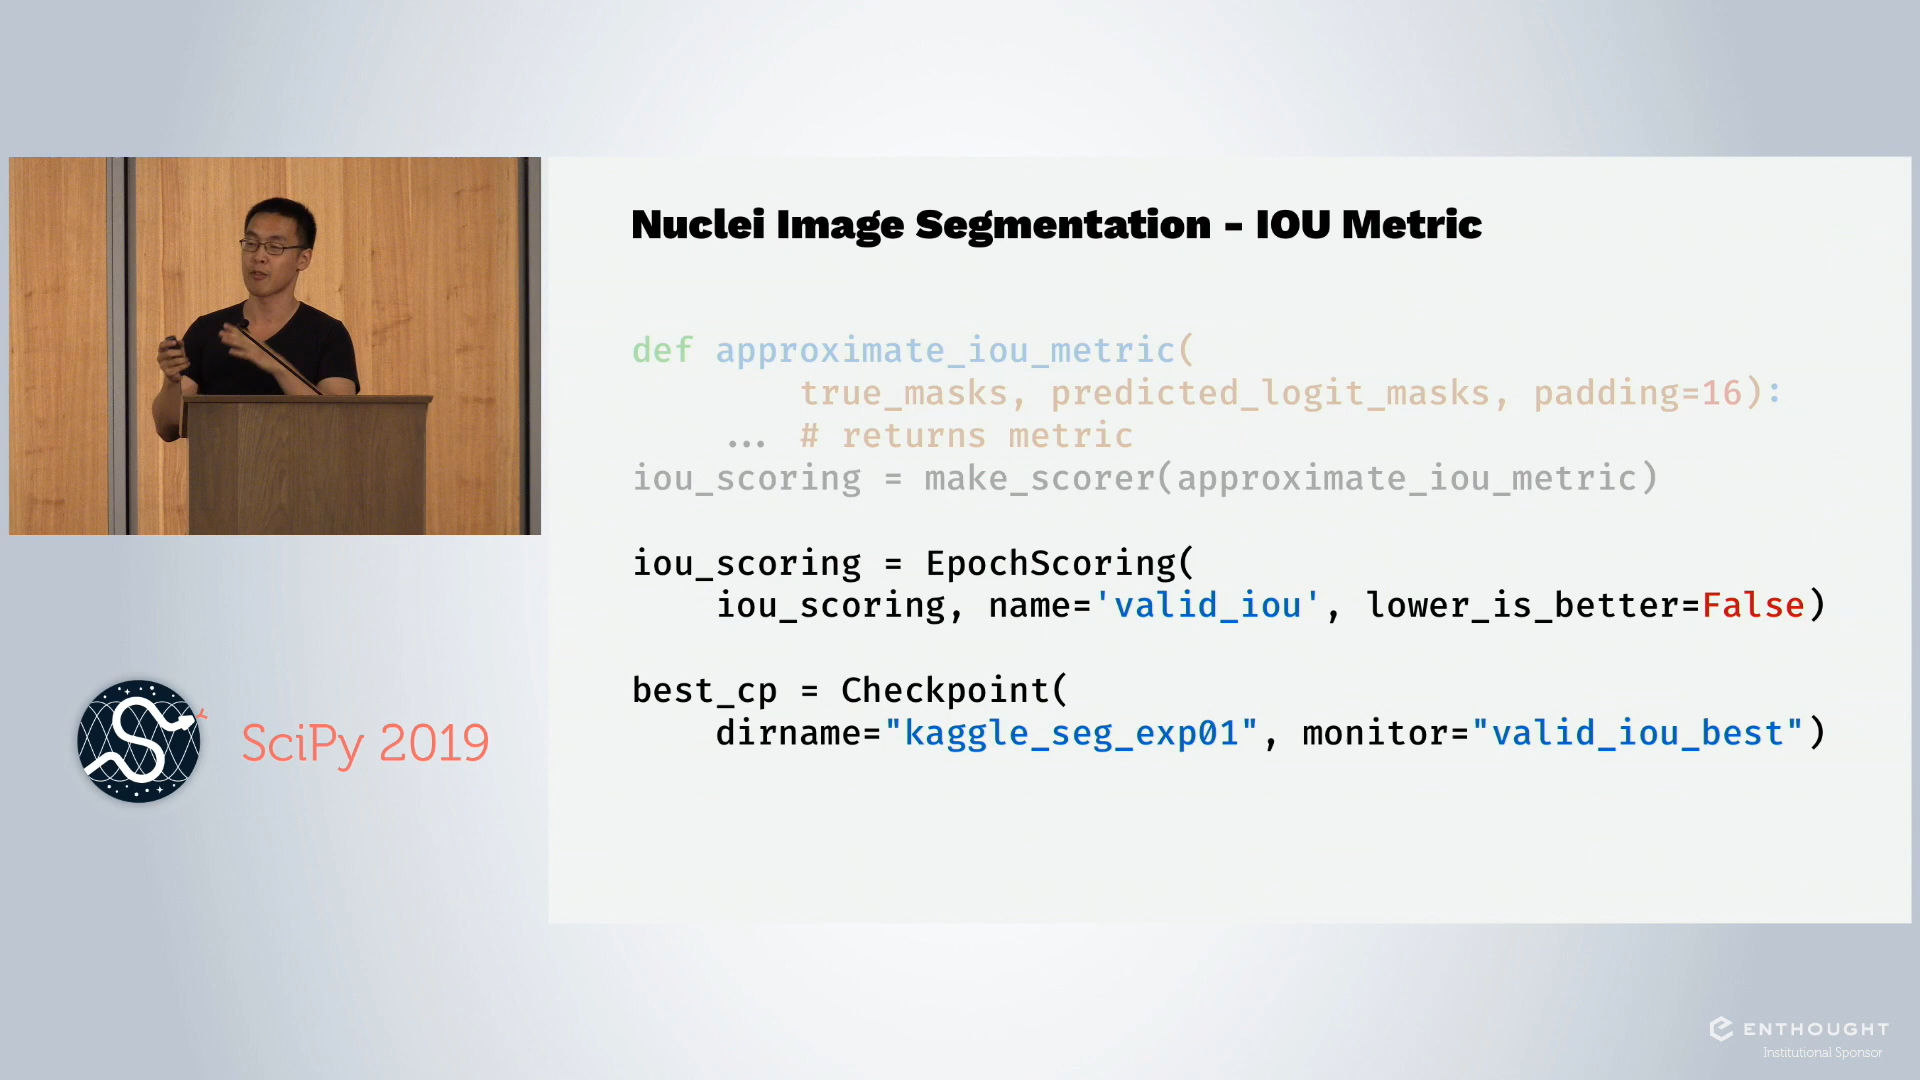 Nuclei Image Segmentation - IOU Metric
def approximate_iou_metric(
true_masks, predicted_logit_masks, padding=16):
... # returns metric
iou_scoring = make_scorer(approximate_iou_metric)
iou_scoring = EpochScoring(
iou_scoring, name='valid_iou', lower_is_better=False)
best_cp = Checkpoint(
dirname="kaggle_seg_exp01", monitor="valid_iou_best")
SciPy 2019
ENTHOUGHT
Institutional Sponsor